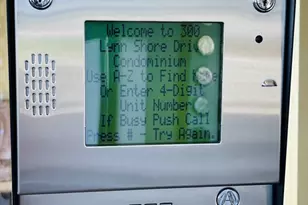 Welcome to 300
Lynn Shore Drive
Condominium
Use A-Z to Find User
Or Enter 4-Digit
Unit Number
If Busy Push Call
Press # - Try Again.